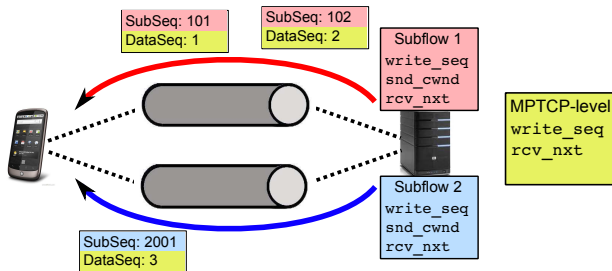 SubSeq: 101
DataSeq: 1
SubSeq: 102
DataSeq: 2
Subflow 1
write_seq
snd_cwnd
rcv_nxt
MPTCP-level
write_seq
rcv_nxt
Subflow 2
write_seq
snd_cwnd
rcv_nxt
SubSeq: 2001
DataSeq: 3